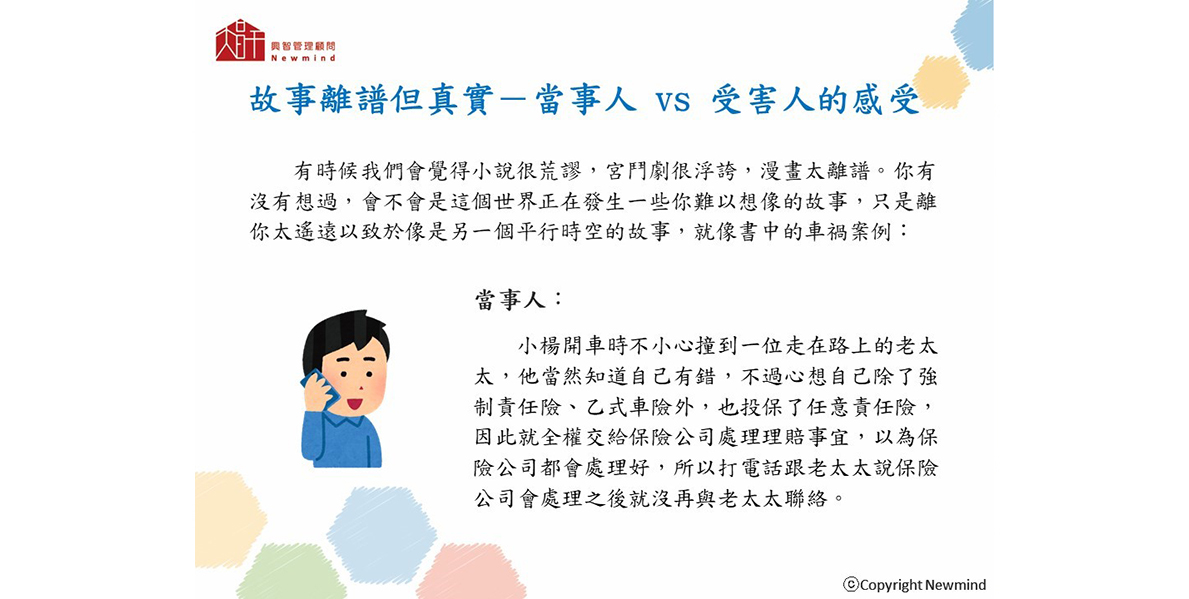 興智管理顧問
Newmind
故事離譜但真實－當事人 vs 受害人的感受
有時候我們會覺得小說很荒謬，宮鬥劇很浮誇，漫畫太離譜。你有
沒有想過，會不會是這個世界正在發生一些你難以想像的故事，只是離
你太遙遠以致於像是另一個平行時空的故事，就像書中的車禍案例：
當事人：
小楊開車時不小心撞到一位走在路上的老太
太，他當然知道自己有錯，不過心想自己除了強
制責任險、乙式車險外，也投保了任意責任險，
因此就全權交給保險公司處理理賠事宜，以為保
險公司都會處理好，所以打電話跟老太太說保險
公司會處理之後就沒再與老太太聯絡。
ⓒCopyright Newmind